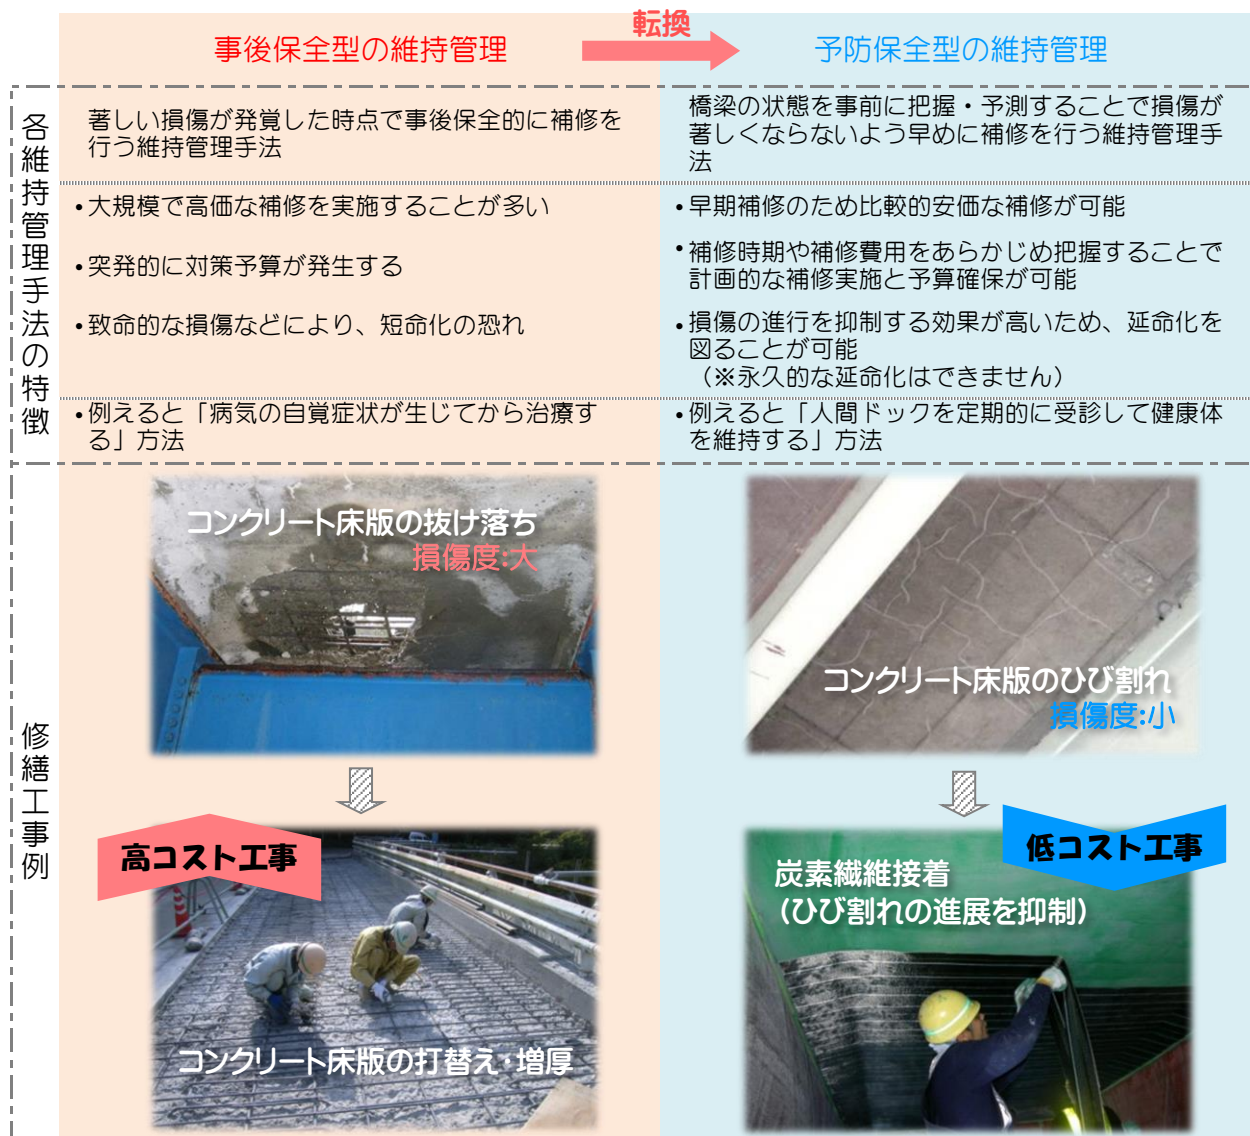 転換
事後保全型の維持管理
予防保全型の維持管理
各維持管理手法の特徴
著しい損傷が発覚した時点で事後保全的に補修を
行う維持管理手法
橋梁の状態を事前に把握・予測することで損傷が
著しくならないよう早めに補修を行う維持管理手
法
•大規模で高価な補修を実施することが多い
•突発的に対策予算が発生する
•致命的な損傷などにより、短命化の恐れ
•早期補修のため比較的安価な補修が可能
•補修時期や補修費用をあらかじめ把握することで
計画的な補修実施と予算確保が可能
•損傷の進行を抑制する効果が高いため、延命化を
図ることが可能
（※永久的な延命化はできません）
•例えると「病気の自覚症状が生じてから治療す
る」方法
•例えると「人間ドックを定期的に受診して健康体
を維持する」方法
修繕工事例
コンクリート床版の抜け落ち
損傷度:大
高コスト工事
コンクリート床版の打替え・増厚
コンクリート床版のひび割れ
損傷度:小
低コスト工事
炭素繊維接着
（ひび割れの進展を抑制）